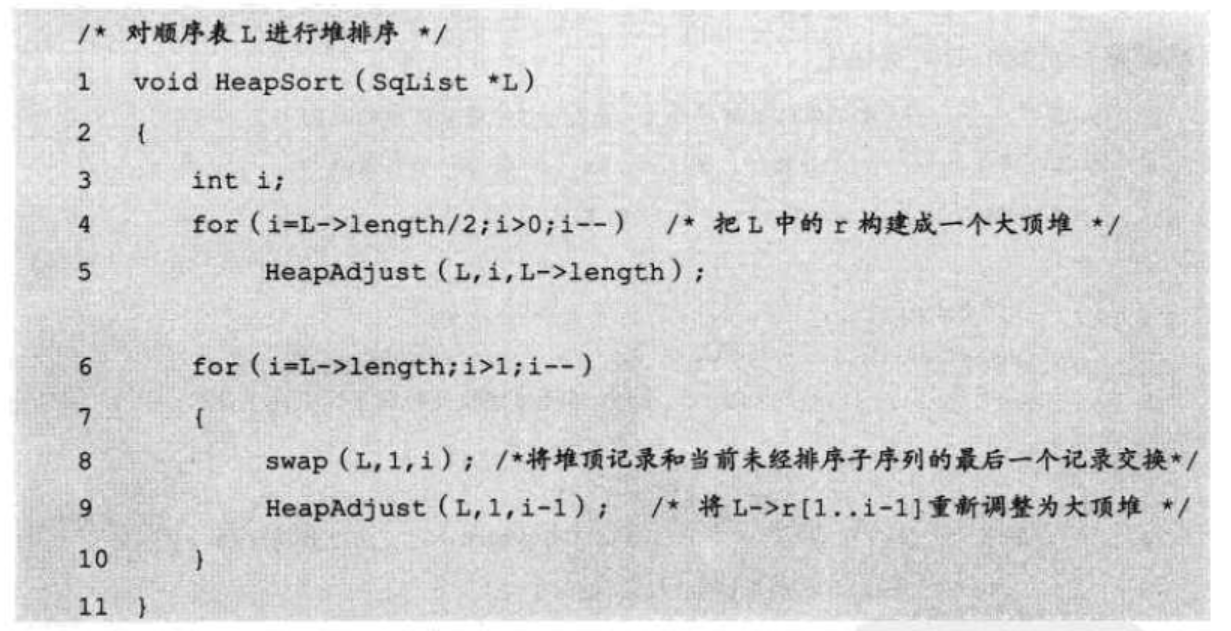 /* 对顺序表 L 进行堆排序 */
1 void HeapSort(SqList *L)
2 {
3 int i;
4 for(i=L->length/2;i>0;i--) /* 把 L 中的 r 构建成一个大顶堆 */
5 HeapAdjust(L,i,L->length);
6 for(i=L->length;i>1;i--)
7 {
8 swap(L,1,i); /*将堆顶记录和当前未经排序子序列的最后一个记录交换*/
9 HeapAdjust(L,1,i-1); /* 将 L->r[1..i-1]重新调整为大顶堆 */
10 }
11 }